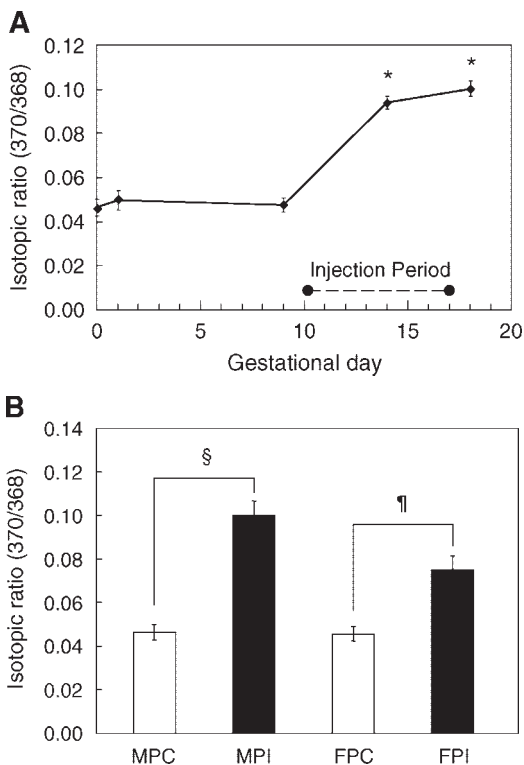 A
Isotopic ratio (370/368)
0.12
0.10
0.08
0.06
0.04
0.02
0.00
* *
Injection Period
0 5 10 15 20
Gestational day
B
Isotopic ratio (370/368)
0.14
0.12
0.10
0.08
0.06
0.04
0.02
0.00
§
¶
MPC MPI FPC FPI